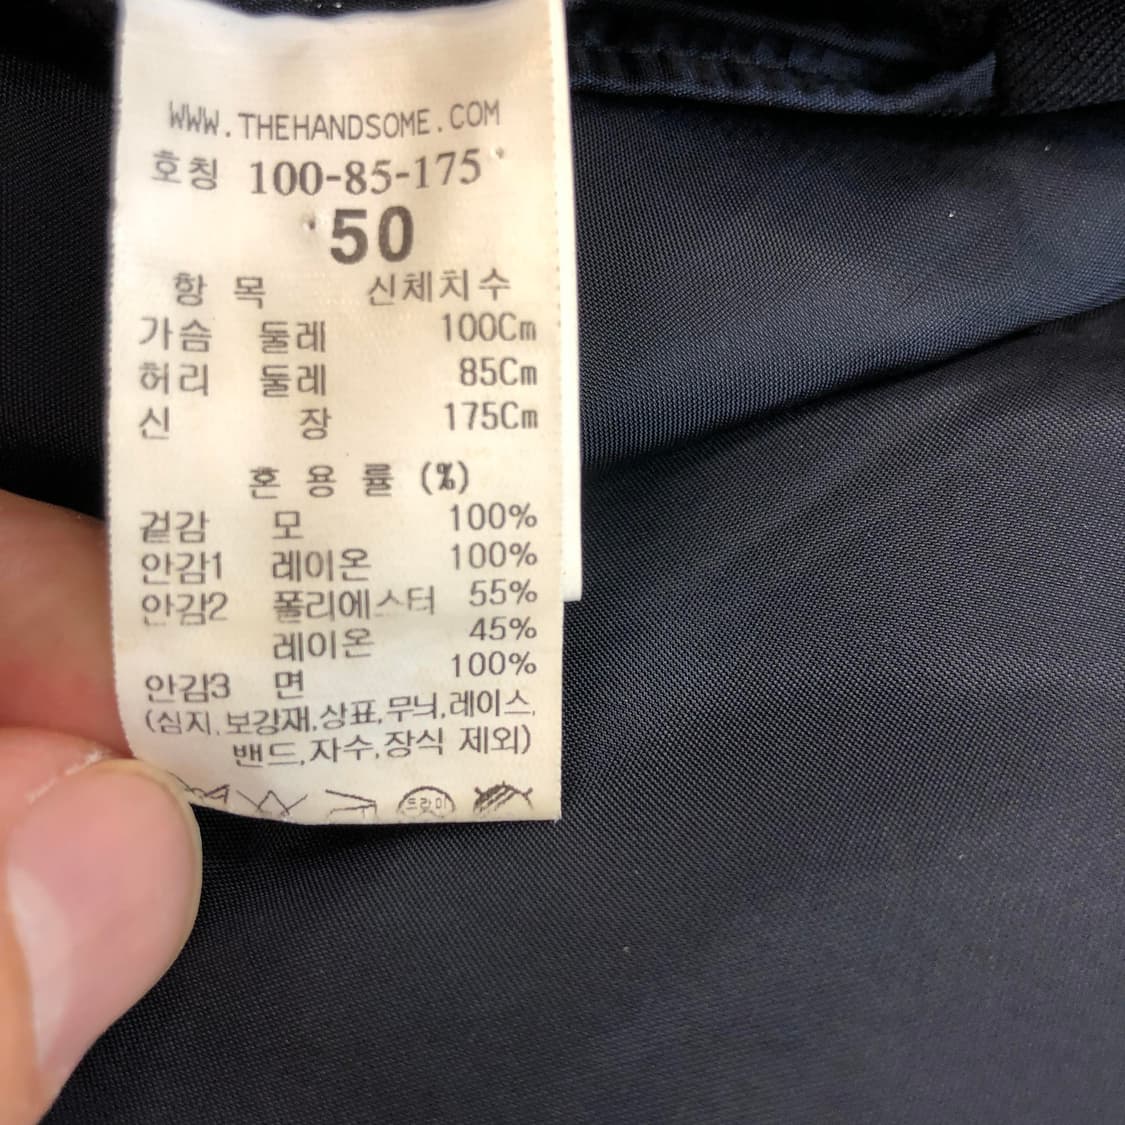 WWW.THEHANDSOME.COM
호칭 100-85-175
50
항 목 신체치수
가슴 둘레 100Cm
허리 둘레 85Cm
신 장 175Cm
혼 용 률 (%)
겉감 모 100%
안감1 레이온 100%
안감2 폴리에스터 55%
레이온 45%
안감3 면 100%
(심지,보강재,상표,무늬,레이스,
밴드,자수,장식 제외)
드라이